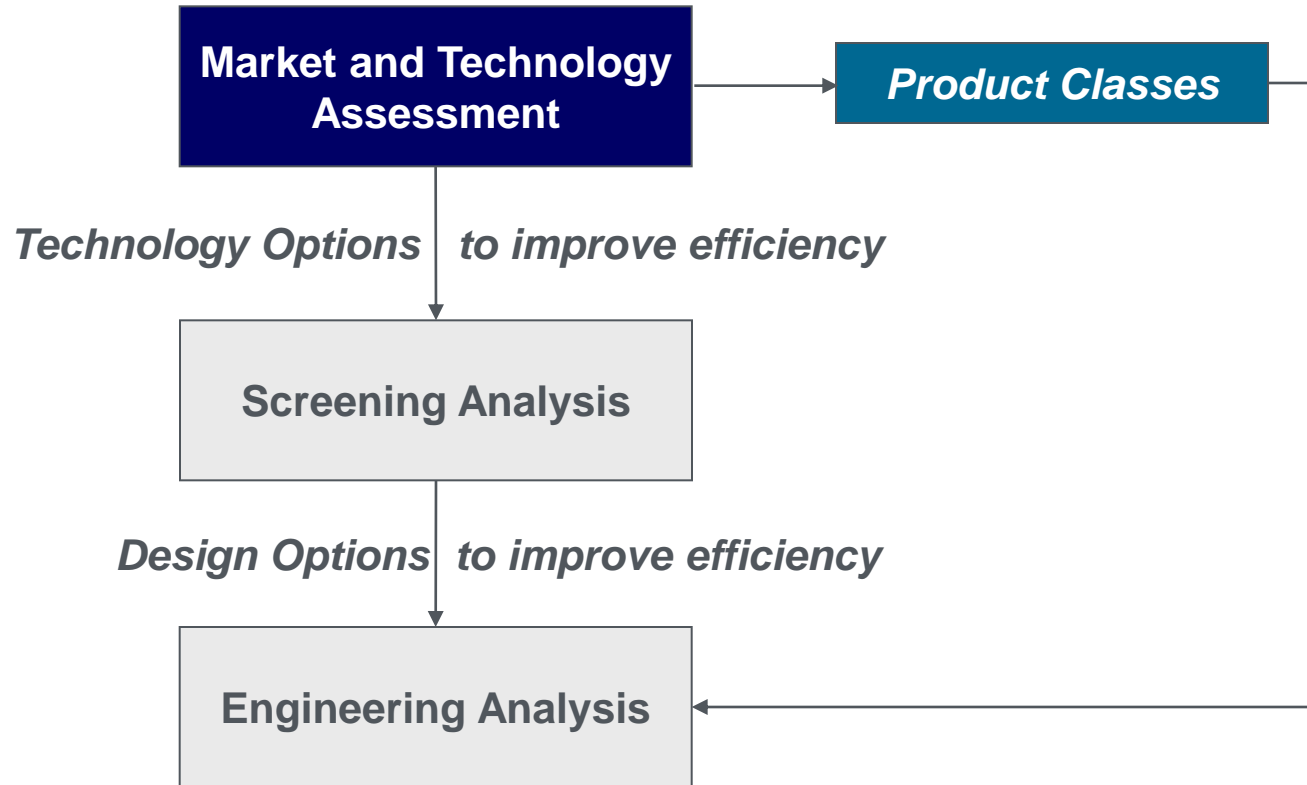 Market and Technology
Assessment
Product Classes
Technology Options to improve efficiency
Screening Analysis
Design Options to improve efficiency
Engineering Analysis